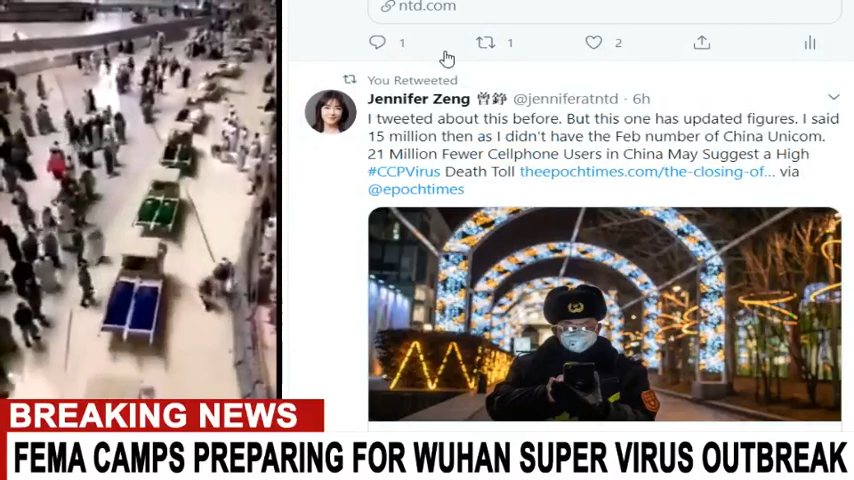 ntd.com
1
1
2
You Retweeted
Jennifer Zeng 曾錚 @jenniferatntd · 6h
I tweeted about this before. But this one has updated figures. I said
15 million then as I didn't have the Feb number of China Unicom.
21 Million Fewer Cellphone Users in China May Suggest a High
#CCPVirus Death Toll theepochtimes.com/the-closing-of... via
@epochtimes
BREAKING NEWS
FEMA CAMPS PREPARING FOR WUHAN SUPER VIRUS OUTBREAK